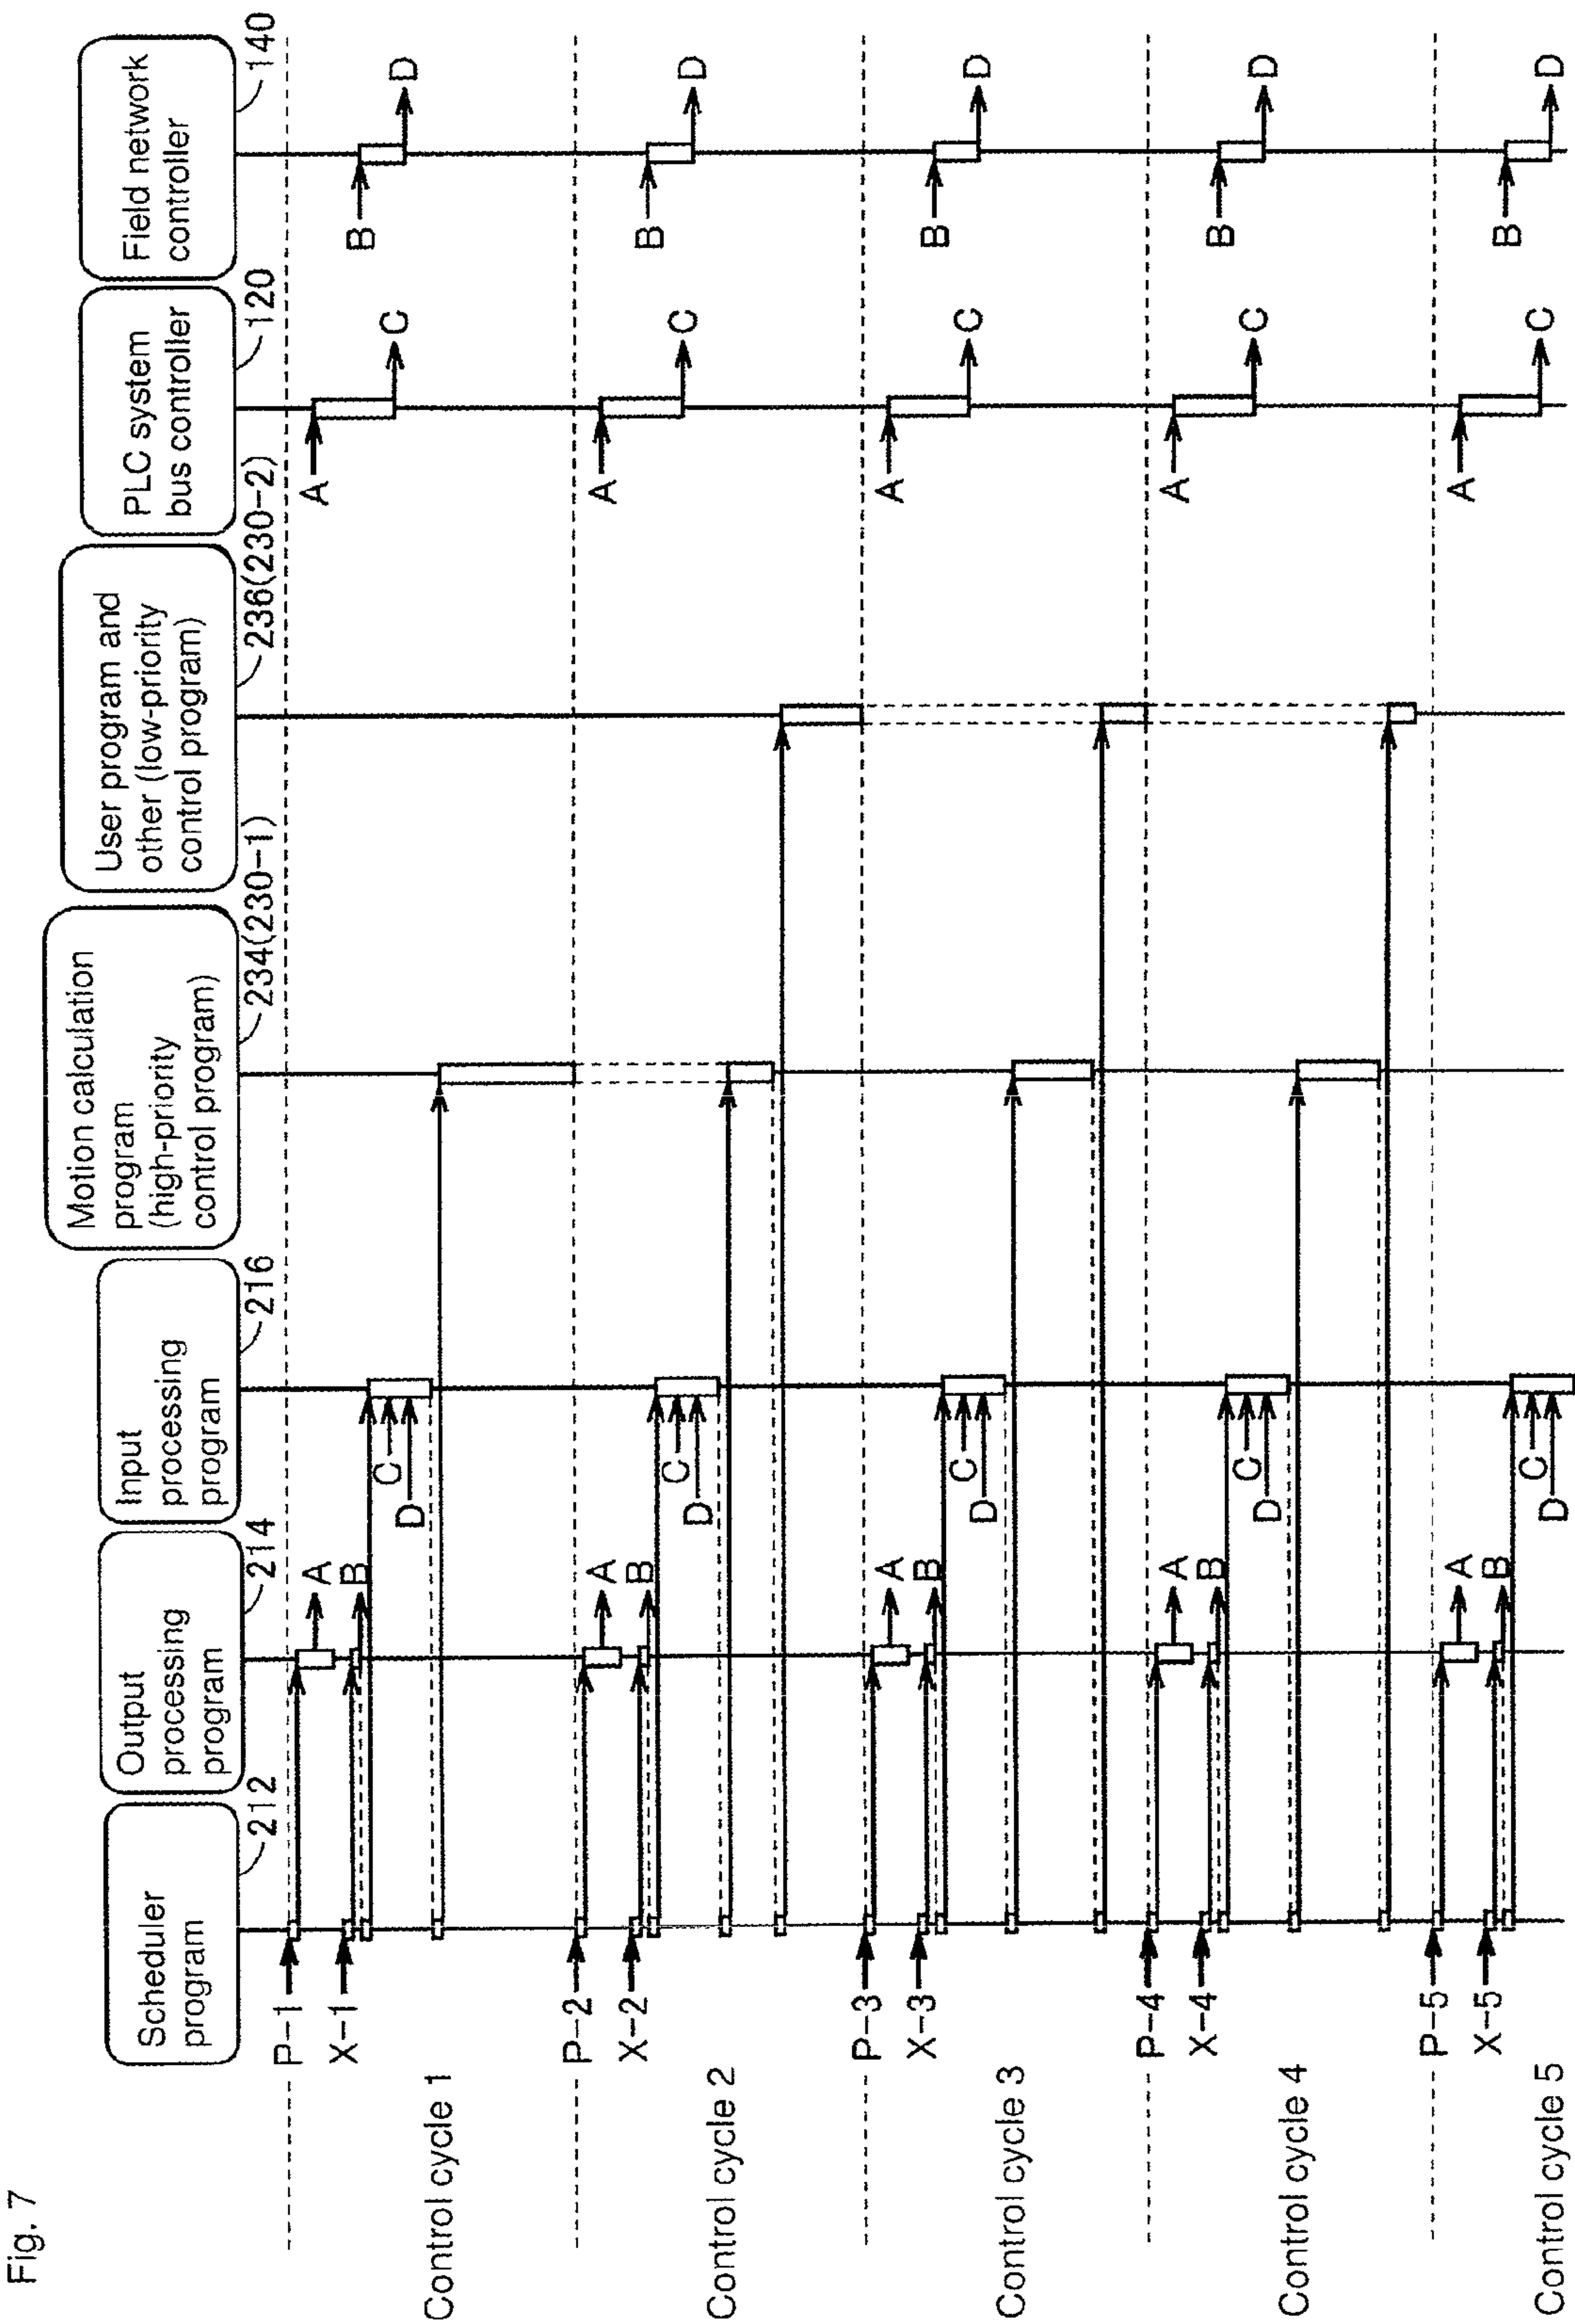 Fig. 7
Scheduler
program
212
Output
processing
program
214
Input
processing
program
216
Motion calculation
program
(high-priority
control program)
234(230-1)
User program and
other (low-priority
control program)
236(230-2)
PLC system
bus controller
120
Field network
controller
140
P-1
X-1
A
B
C
D
A
C
B
D
Control cycle 1
P-2
X-2
A
B
C
D
A
C
B
D
Control cycle 2
P-3
X-3
A
B
C
D
A
C
B
D
Control cycle 3
P-4
X-4
A
B
C
D
A
C
B
D
Control cycle 4
P-5
X-5
A
B
C
D
A
C
B
D
Control cycle 5